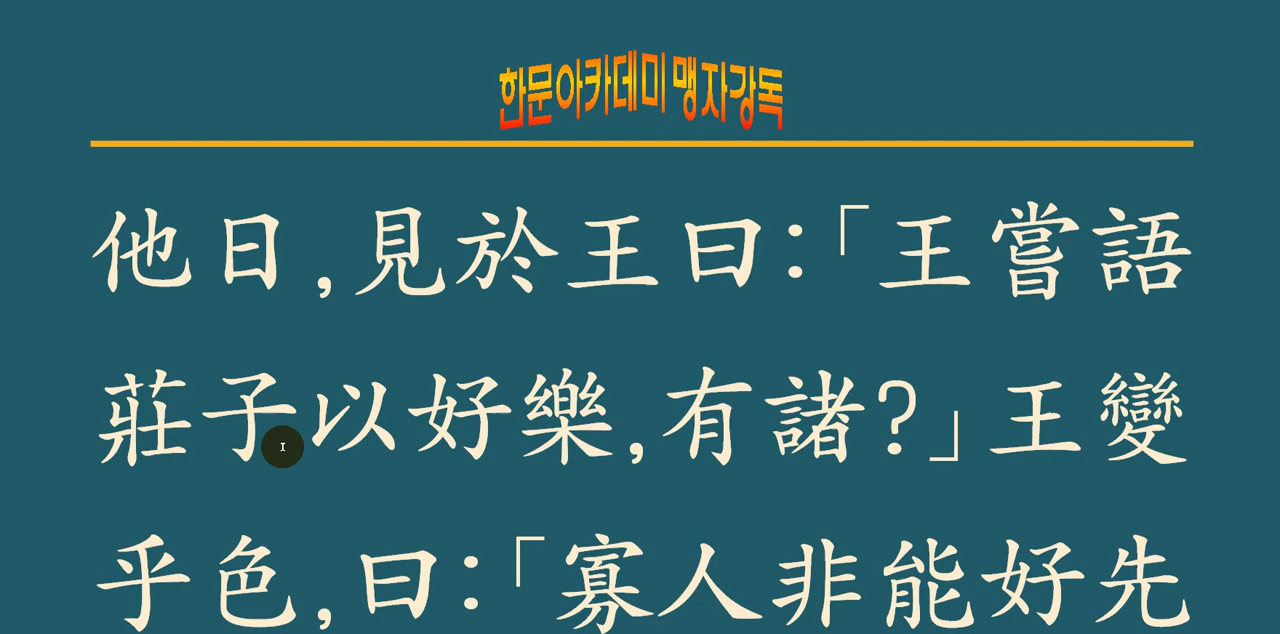 한문아카데미 맹자강독
他日,見於王曰:「王嘗語
莊子以好樂,有諸?」王變
乎色,曰:「寡人非能好先